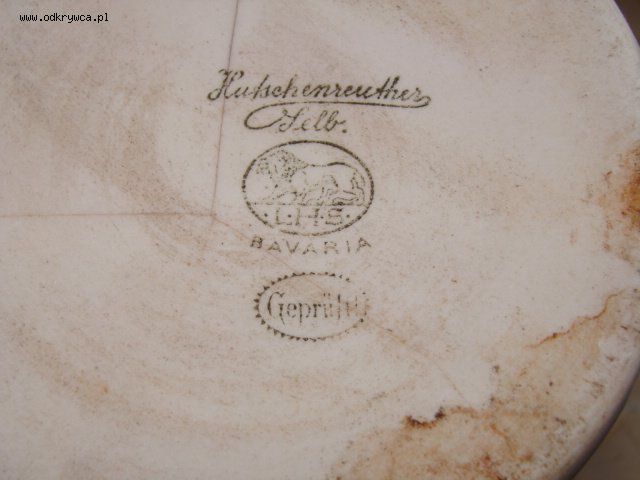 www.odkrywca.pl
Hutschenreuther
Selb.
· L·H·S ·
BAVARIA
Geprüft